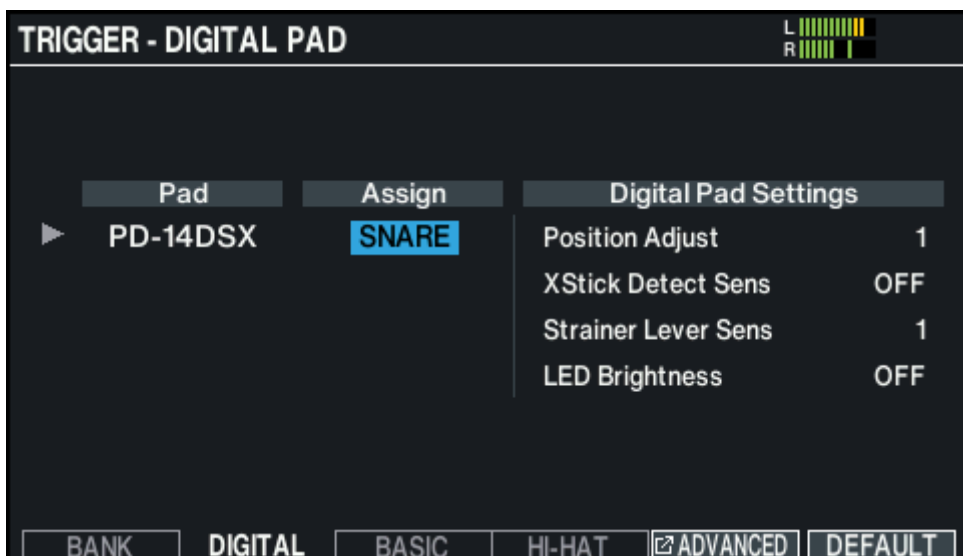 TRIGGER - DIGITAL PAD
L
R
Pad Assign Digital Pad Settings
PD-14DSX SNARE Position Adjust 1
XStick Detect Sens OFF
Strainer Lever Sens 1
LED Brightness OFF
BANK DIGITAL BASIC HI-HAT ADVANCED DEFAULT